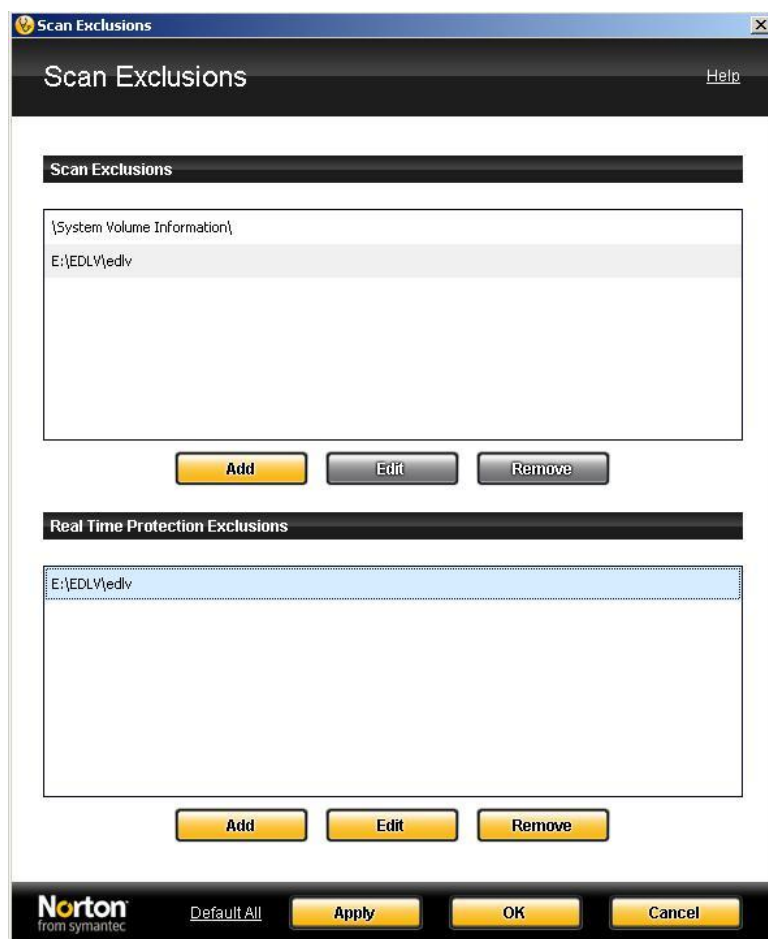 Scan Exclusions
Scan Exclusions
Help
Scan Exclusions
\System Volume Information\
E:\EDLV\edlv
Add Edit Remove
Real Time Protection Exclusions
E:\EDLV\edlv
Add Edit Remove
Norton
from symantec
Default All Apply OK Cancel